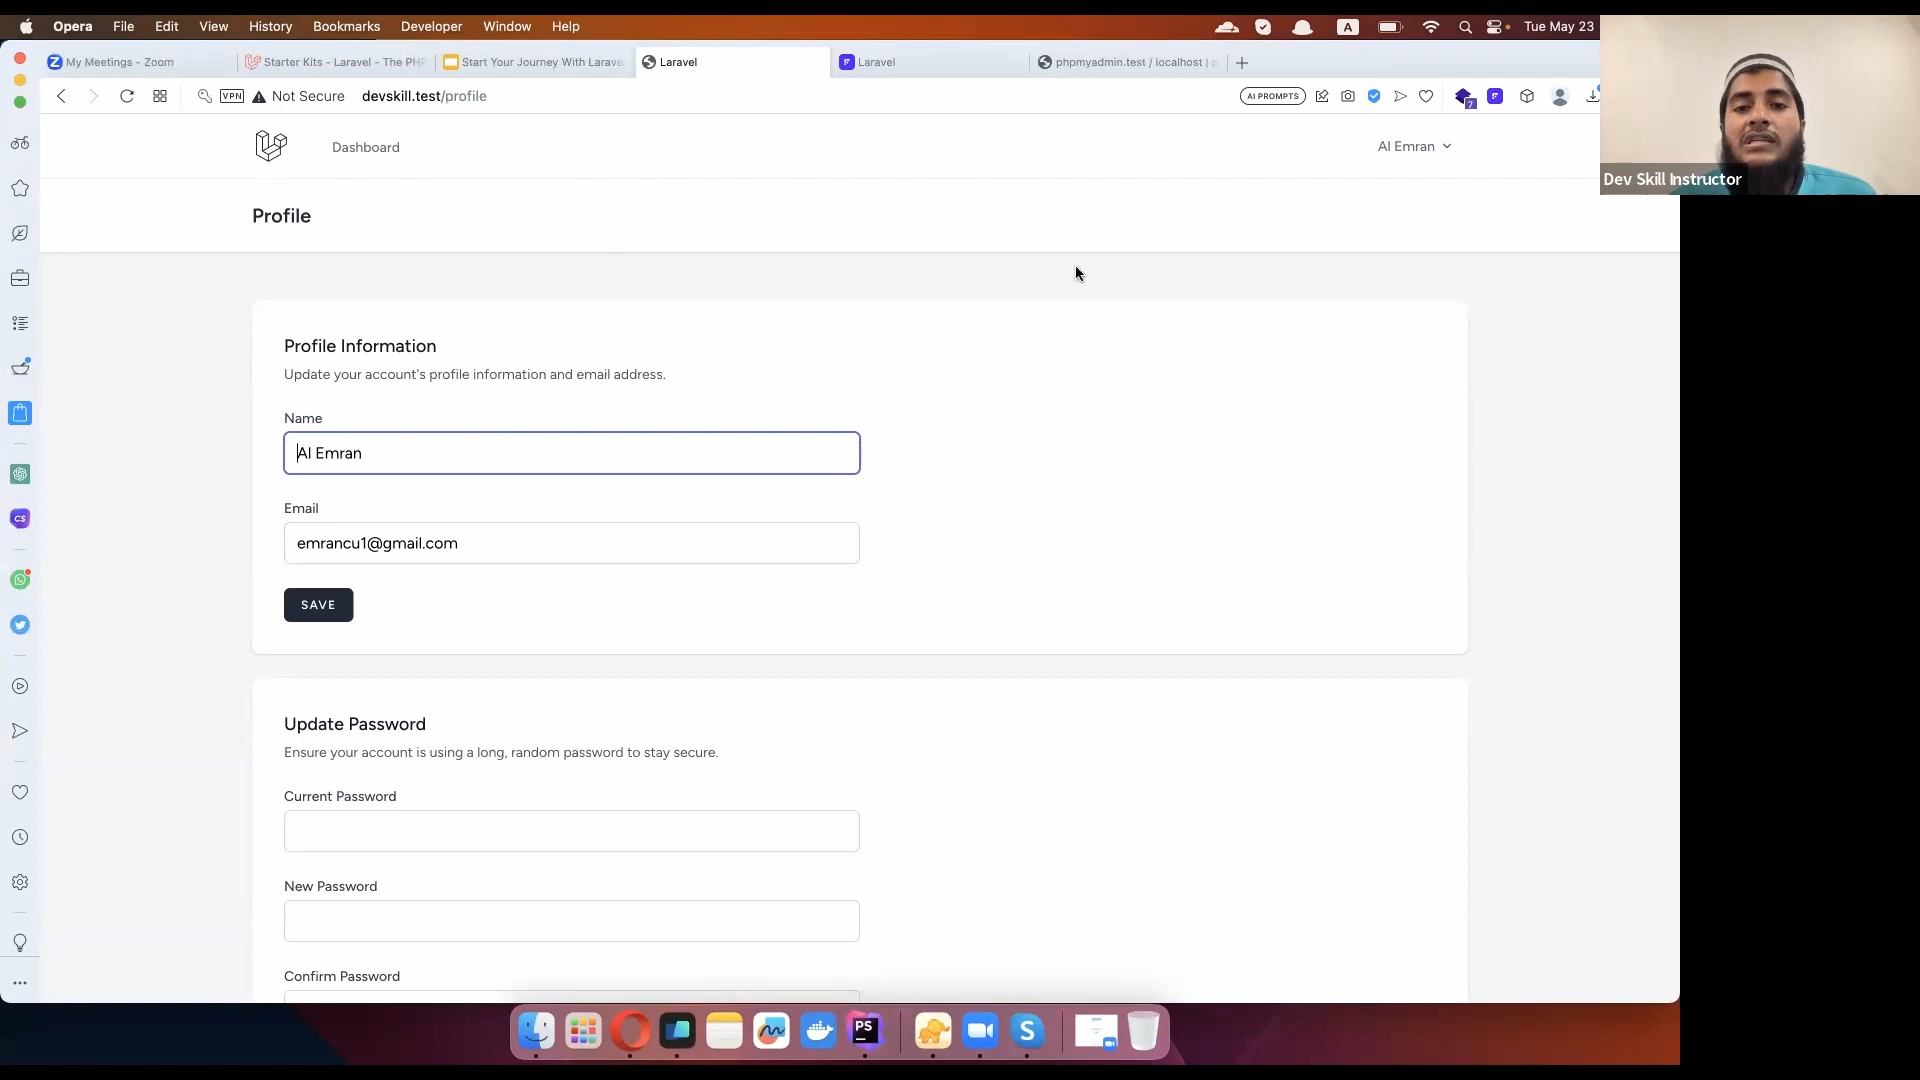 Opera File Edit View History Bookmarks Developer Window Help
A
Tue May 23
My Meetings - Zoom
Starter Kits - Laravel - The PHP
Start Your Journey With Larave
Laravel
Laravel
phpmyadmin.test / localhost | p
VPN
Not Secure
devskill.test/profile
AI PROMPTS
7
Dev Skill Instructor
Dashboard
Al Emran
Profile
Profile Information
Update your account's profile information and email address.
Name
Al Emran
Email
emrancu1@gmail.com
SAVE
CS
Update Password
Ensure your account is using a long, random password to stay secure.
Current Password
New Password
Confirm Password
PS
S